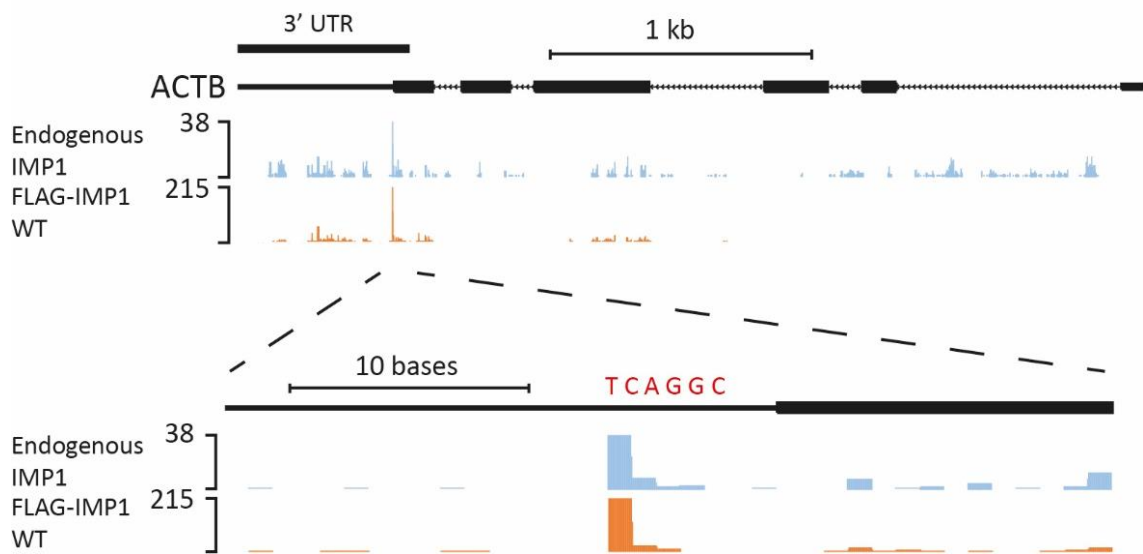 3' UTR
1 kb
ACTB
Endogenous
IMP1
38
FLAG-IMP1
WT
215
10 bases
TCAGGC
Endogenous
IMP1
38
FLAG-IMP1
WT
215